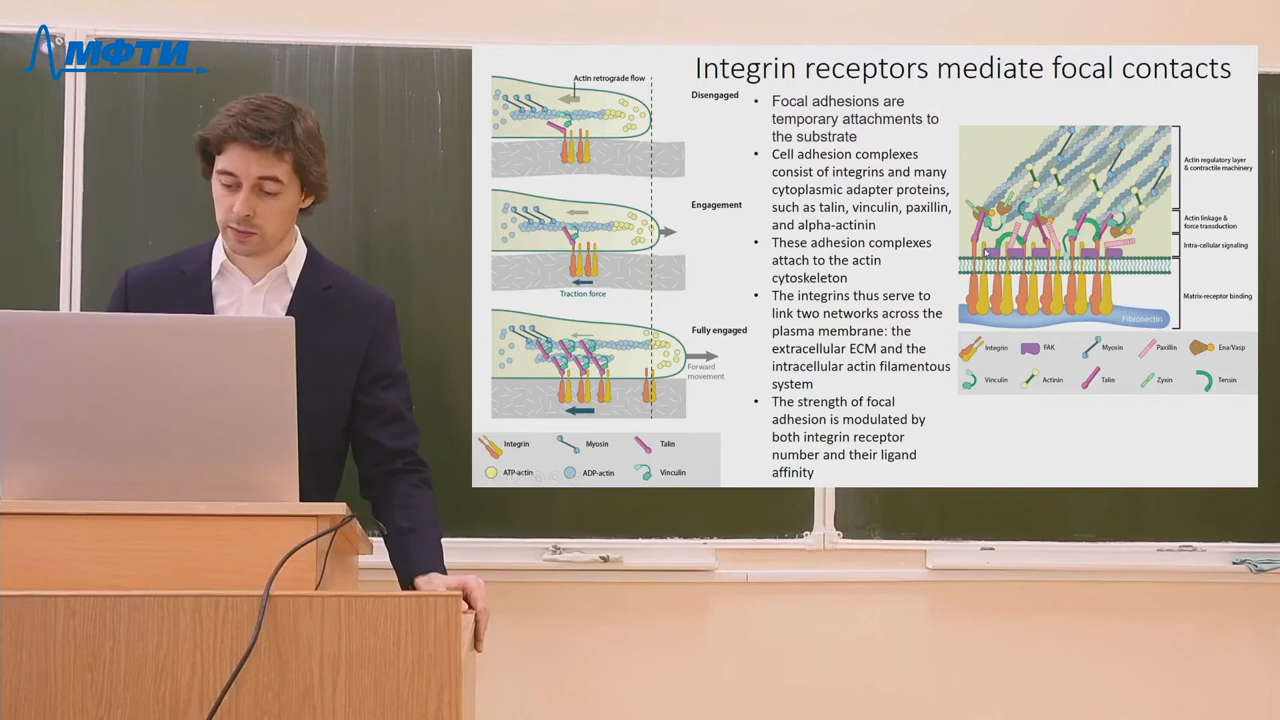 МФТИ
Integrin receptors mediate focal contacts
Actin retrograde flow
Disengaged
Engagement
Traction force
Fully engaged
Forward
movement
Integrin
Myosin
Talin
ATP-actin
ADP-actin
Vinculin
• Focal adhesions are
temporary attachments to
the substrate
• Cell adhesion complexes
consist of integrins and many
cytoplasmic adapter proteins,
such as talin, vinculin, paxillin,
and alpha-actinin
• These adhesion complexes
attach to the actin
cytoskeleton
• The integrins thus serve to
link two networks across the
plasma membrane: the
extracellular ECM and the
intracellular actin filamentous
system
• The strength of focal
adhesion is modulated by
both integrin receptor
number and their ligand
affinity
Actin regulatory layer
& contractile machinery
Actin linkage &
force transduction
Intra-cellular signaling
Matrix-receptor binding
Fibronectin
Integrin
FAK
Myosin
Paxillin
Ena/Vasp
Vinculin
Actinin
Talin
Zyxin
Tensin